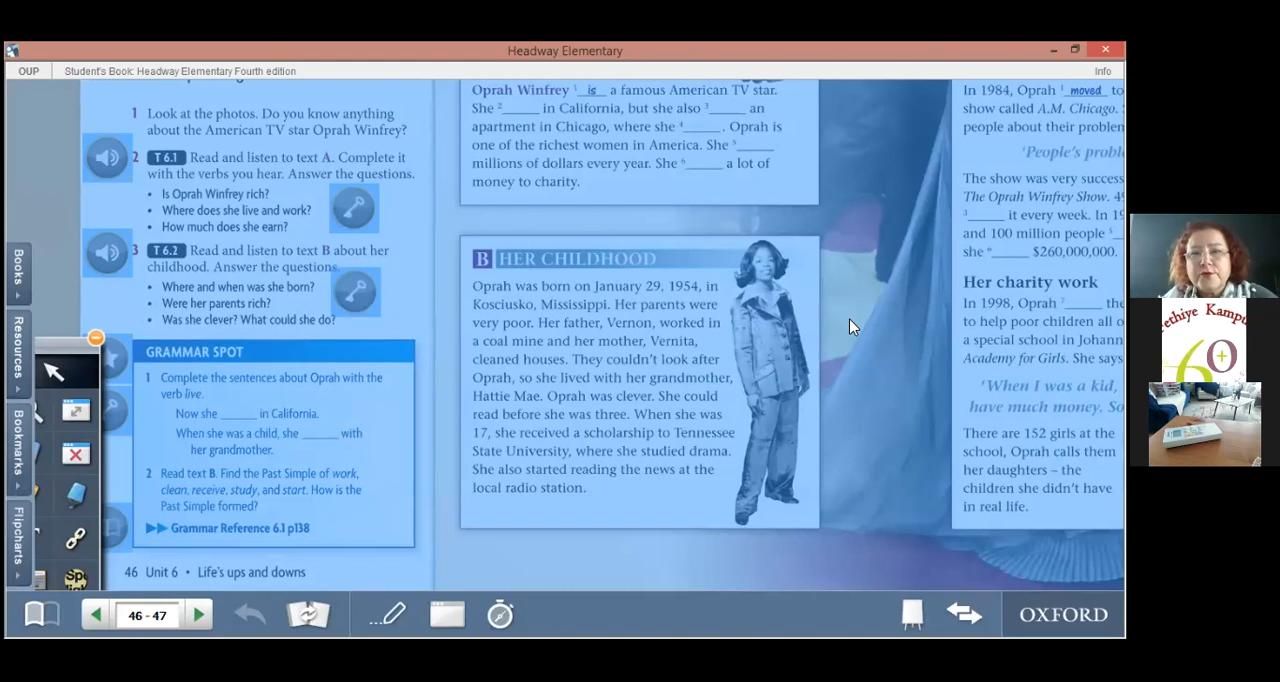 Headway Elementary
OUP
Student's Book: Headway Elementary Fourth edition
Info
1 Look at the photos. Do you know anything
about the American TV star Oprah Winfrey?
2 T 6.1 Read and listen to text A. Complete it
with the verbs you hear. Answer the questions.
• Is Oprah Winfrey rich?
• Where does she live and work?
• How much does she earn?
3 T 6.2 Read and listen to text B about her
childhood. Answer the questions.
• Where and when was she born?
• Were her parents rich?
• Was she clever? What could she do?
GRAMMAR SPOT
1 Complete the sentences about Oprah with the
verb live.
Now she ______ in California.
When she was a child, she ______ with
her grandmother.
2 Read text B. Find the Past Simple of work,
clean, receive, study, and start. How is the
Past Simple formed?
▶▶ Grammar Reference 6.1 p138
46 Unit 6 • Life's ups and downs
Oprah Winfrey 1 is a famous American TV star.
She 2 ______ in California, but she also 3 ______ an
apartment in Chicago, where she 4 ______. Oprah is
one of the richest women in America. She 5 ______
millions of dollars every year. She 6 ______ a lot of
money to charity.
B HER CHILDHOOD
Oprah was born on January 29, 1954, in
Kosciusko, Mississippi. Her parents were
very poor. Her father, Vernon, worked in
a coal mine and her mother, Vernita,
cleaned houses. They couldn't look after
Oprah, so she lived with her grandmother,
Hattie Mae. Oprah was clever. She could
read before she was three. When she was
17, she received a scholarship to Tennessee
State University, where she studied drama.
She also started reading the news at the
local radio station.
In 1984, Oprah 1 moved to
show called A.M. Chicago.
people about their problem
'People's probl
The show was very success
The Oprah Winfrey Show. 49
3 ______ it every week. In 19
and 100 million people 5
she 6 ______ $260,000,000.
Her charity work
In 1998, Oprah 7 ______ the
to help poor children all o
a special school in Johann
Academy for Girls. She says
'When I was a kid,
have much money. So
There are 152 girls at the
school, Oprah calls them
her daughters – the
children she didn't have
in real life.
Books
Resources
Bookmarks
Flipcharts
46 - 47
OXFORD
ethiye Kampü
60+